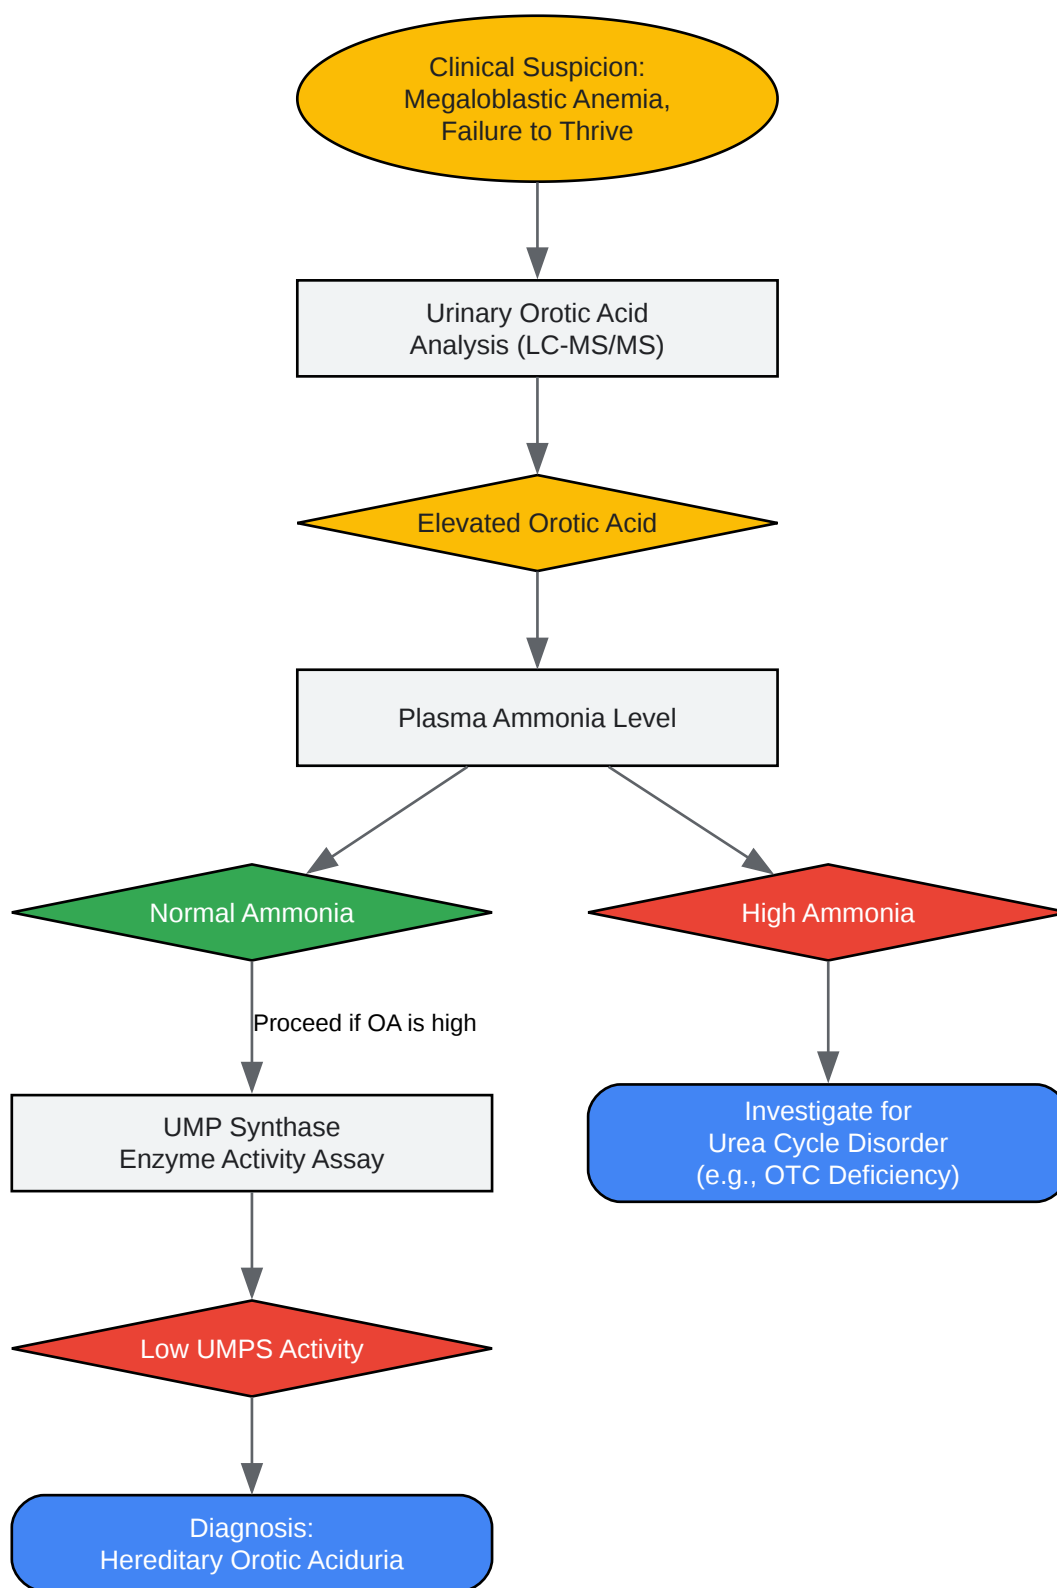 Clinical Suspicion:
Megaloblastic Anemia,
Failure to Thrive
Urinary Orotic Acid
Analysis (LC-MS/MS)
Elevated Orotic Acid
Plasma Ammonia Level
Normal Ammonia
High Ammonia
Proceed if OA is high
UMP Synthase
Enzyme Activity Assay
Investigate for
Urea Cycle Disorder
(e.g., OTC Deficiency)
Low UMPS Activity
Diagnosis:
Hereditary Orotic Aciduria